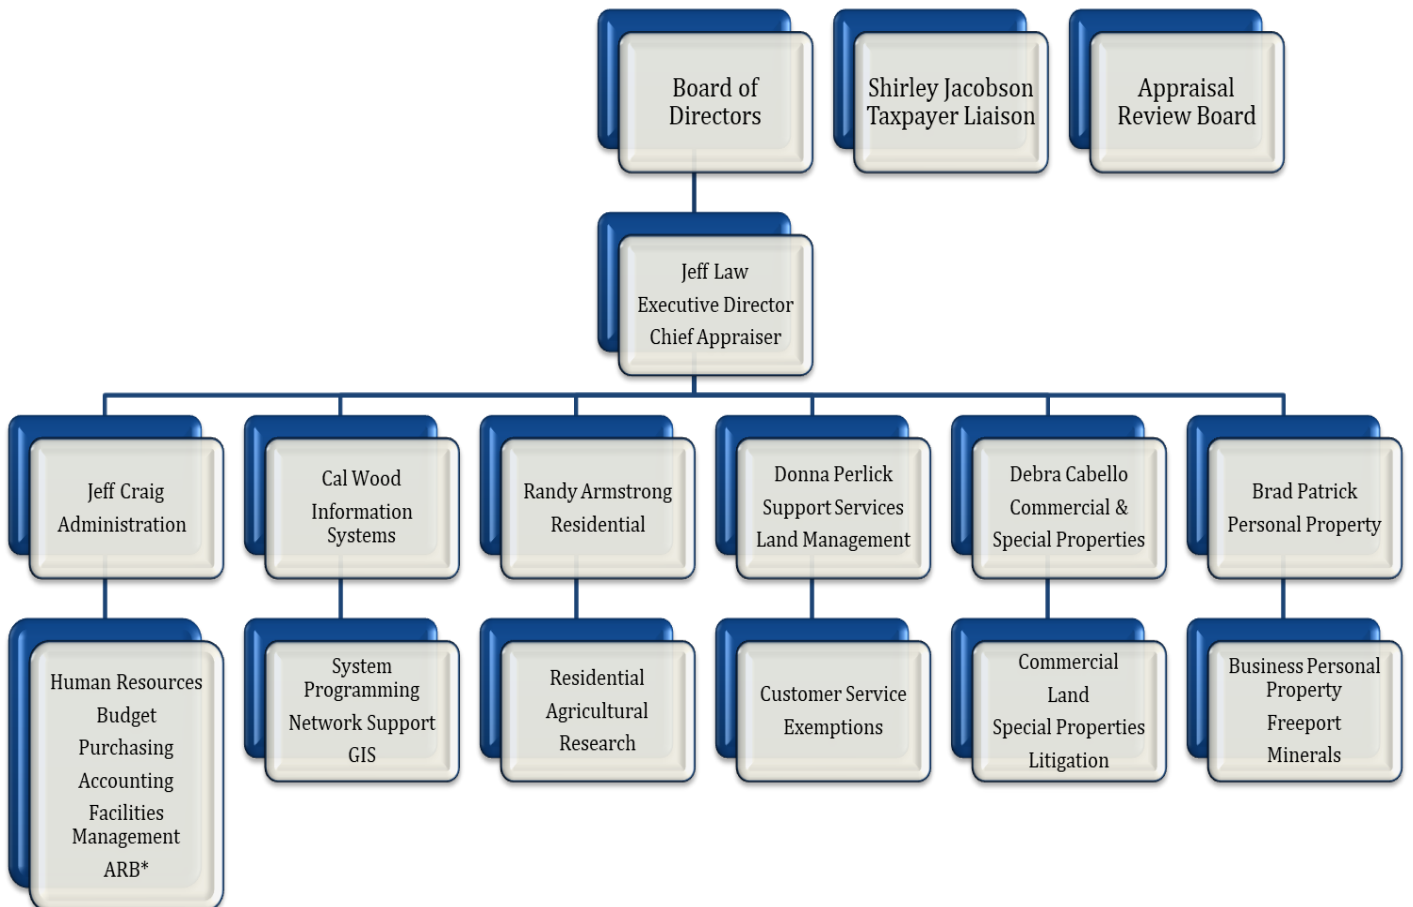 Board of
Directors
Shirley Jacobson
Taxpayer Liaison
Appraisal
Review Board
Jeff Law
Executive Director
Chief Appraiser
Jeff Craig
Administration
Cal Wood
Information
Systems
Randy Armstrong
Residential
Donna Perlick
Support Services
Land Management
Debra Cabello
Commercial &
Special Properties
Brad Patrick
Personal Property
Human Resources
Budget
Purchasing
Accounting
Facilities
Management
ARB*
System
Programming
Network Support
GIS
Residential
Agricultural
Research
Customer Service
Exemptions
Commercial
Land
Special Properties
Litigation
Business Personal
Property
Freeport
Minerals